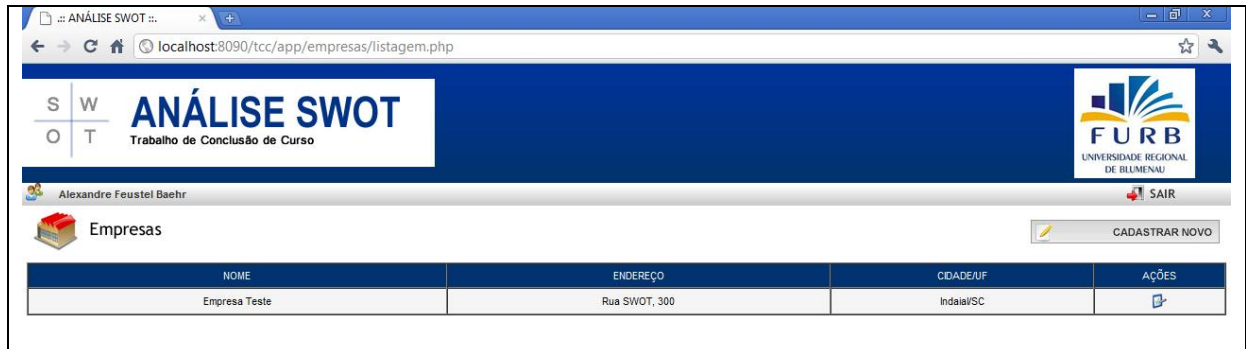 .:: ANÁLISE SWOT ::.
localhost:8090/tcc/app/empresas/listagem.php
S W
O T
ANÁLISE SWOT
Trabalho de Conclusão de Curso
FURB
UNIVERSIDADE REGIONAL
DE BLUMENAU
Alexandre Feustel Baehr SAIR
Empresas CADASTRAR NOVO
NOME ENDEREÇO CIDADE/UF AÇÕES
Empresa Teste Rua SWOT, 300 Indaial/SC